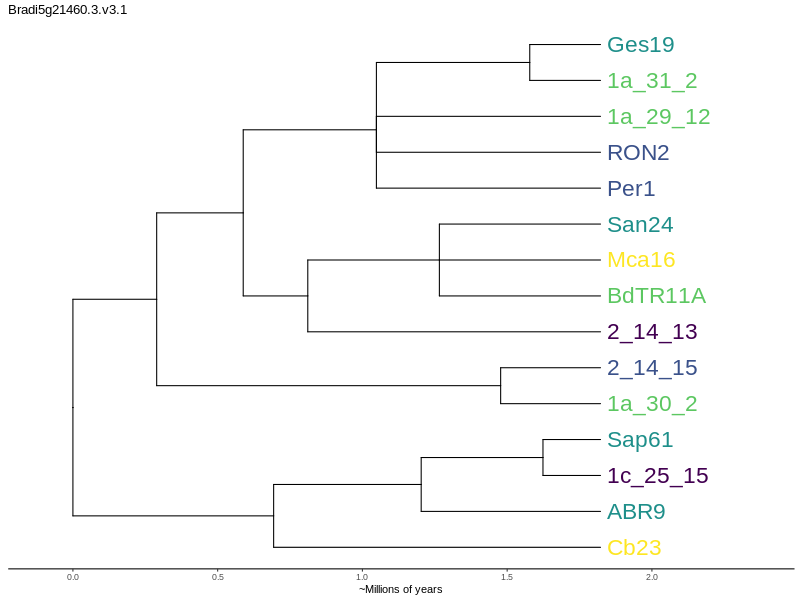 Bradi5g21460.3.v3.1
Ges19
1a_31_2
1a_29_12
RON2
Per1
San24
Mca16
BdTR11A
2_14_13
2_14_15
1a_30_2
Sap61
1c_25_15
ABR9
Cb23
0.0 0.5 1.0 1.5 2.0
~Millions of years